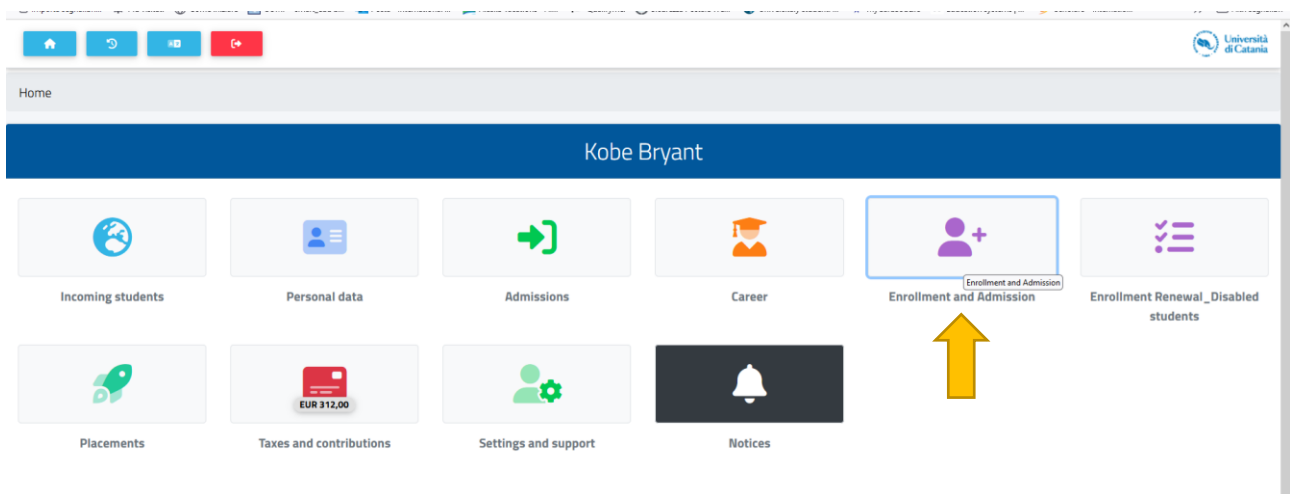 Università
di Catania
Home
Kobe Bryant
Enrollment and Admission
Incoming students
Personal data
Admissions
Career
Enrollment and Admission
Enrollment Renewal_Disabled
students
EUR 312,00
Placements
Taxes and contributions
Settings and support
Notices